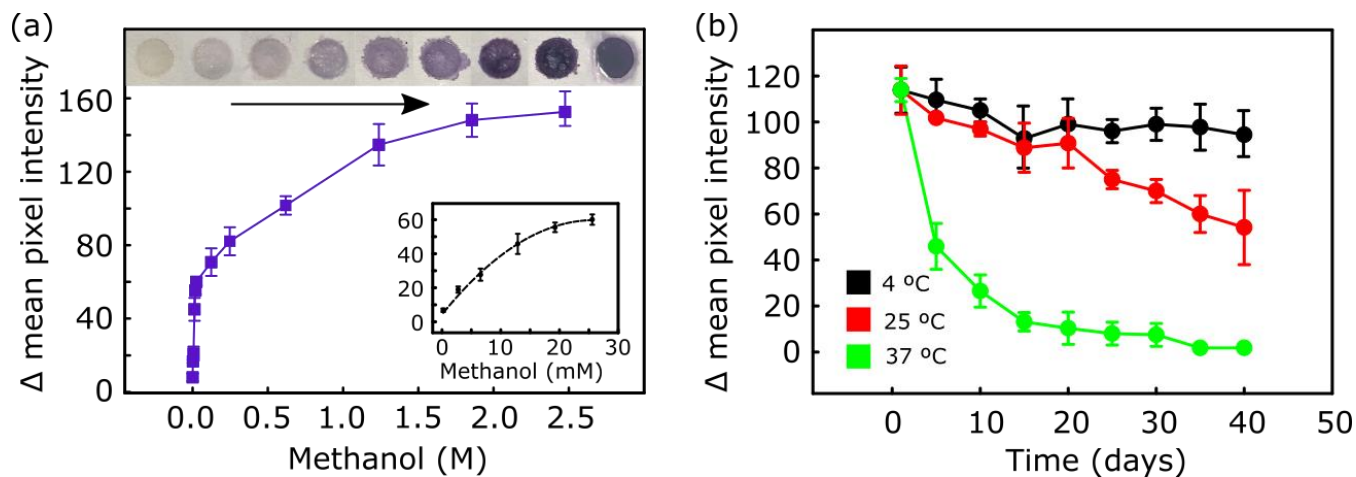 (a)
Δ mean pixel intensity
160
120
80
40
0
0.0 0.5 1.0 1.5 2.0 2.5
Methanol (M)
60
40
20
0
0 10 20 30
Methanol (mM)
(b)
Δ mean pixel intensity
120
100
80
60
40
20
0
4 ºC
25 ºC
37 ºC
0 10 20 30 40 50
Time (days)